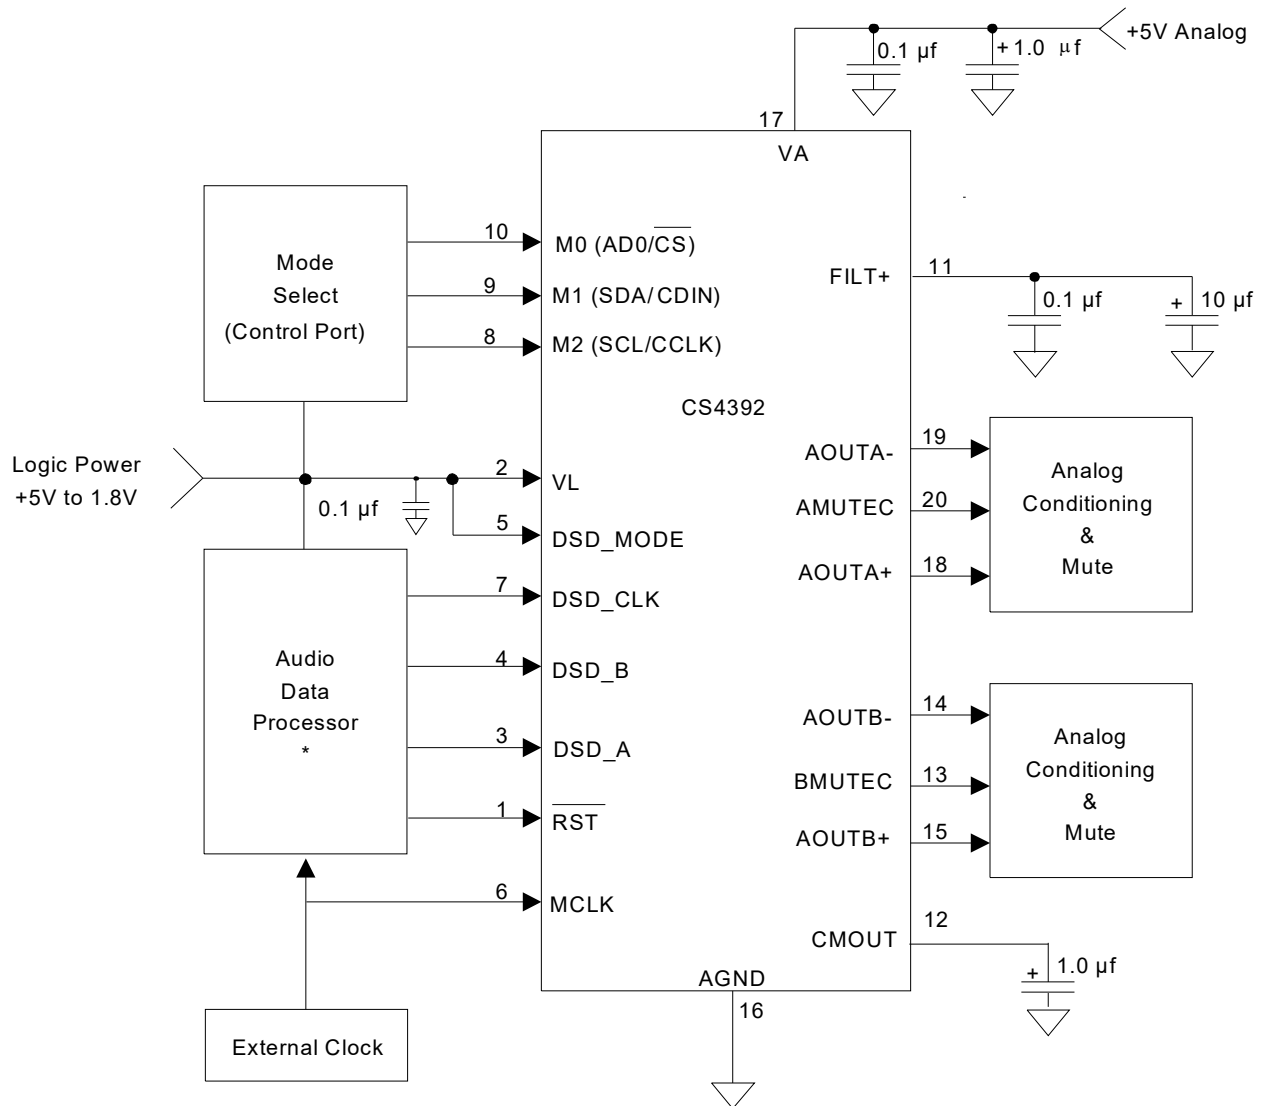 +5V Analog
0.1 µf
+ 1.0 µf
17
VA
Mode
Select
(Control Port)
10
M0 (AD0/CS)
9
M1 (SDA/CDIN)
8
M2 (SCL/CCLK)
FILT+
11
0.1 µf
+ 10 µf
CS4392
Logic Power
+5V to 1.8V
2
VL
0.1 µf
5
DSD_MODE
7
DSD_CLK
4
DSD_B
3
DSD_A
1
RST
6
MCLK
Audio
Data
Processor
*
External Clock
AOUTA-
19
AMUTEC
20
AOUTA+
18
Analog
Conditioning
&
Mute
AOUTB-
14
BMUTEC
13
AOUTB+
15
Analog
Conditioning
&
Mute
CMOUT
12
+ 1.0 µf
AGND
16